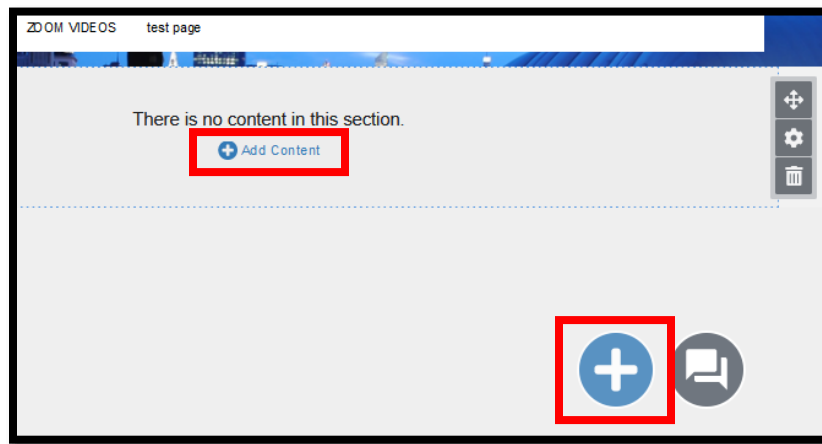 ZOOM VIDEOS test page
There is no content in this section.
Add Content